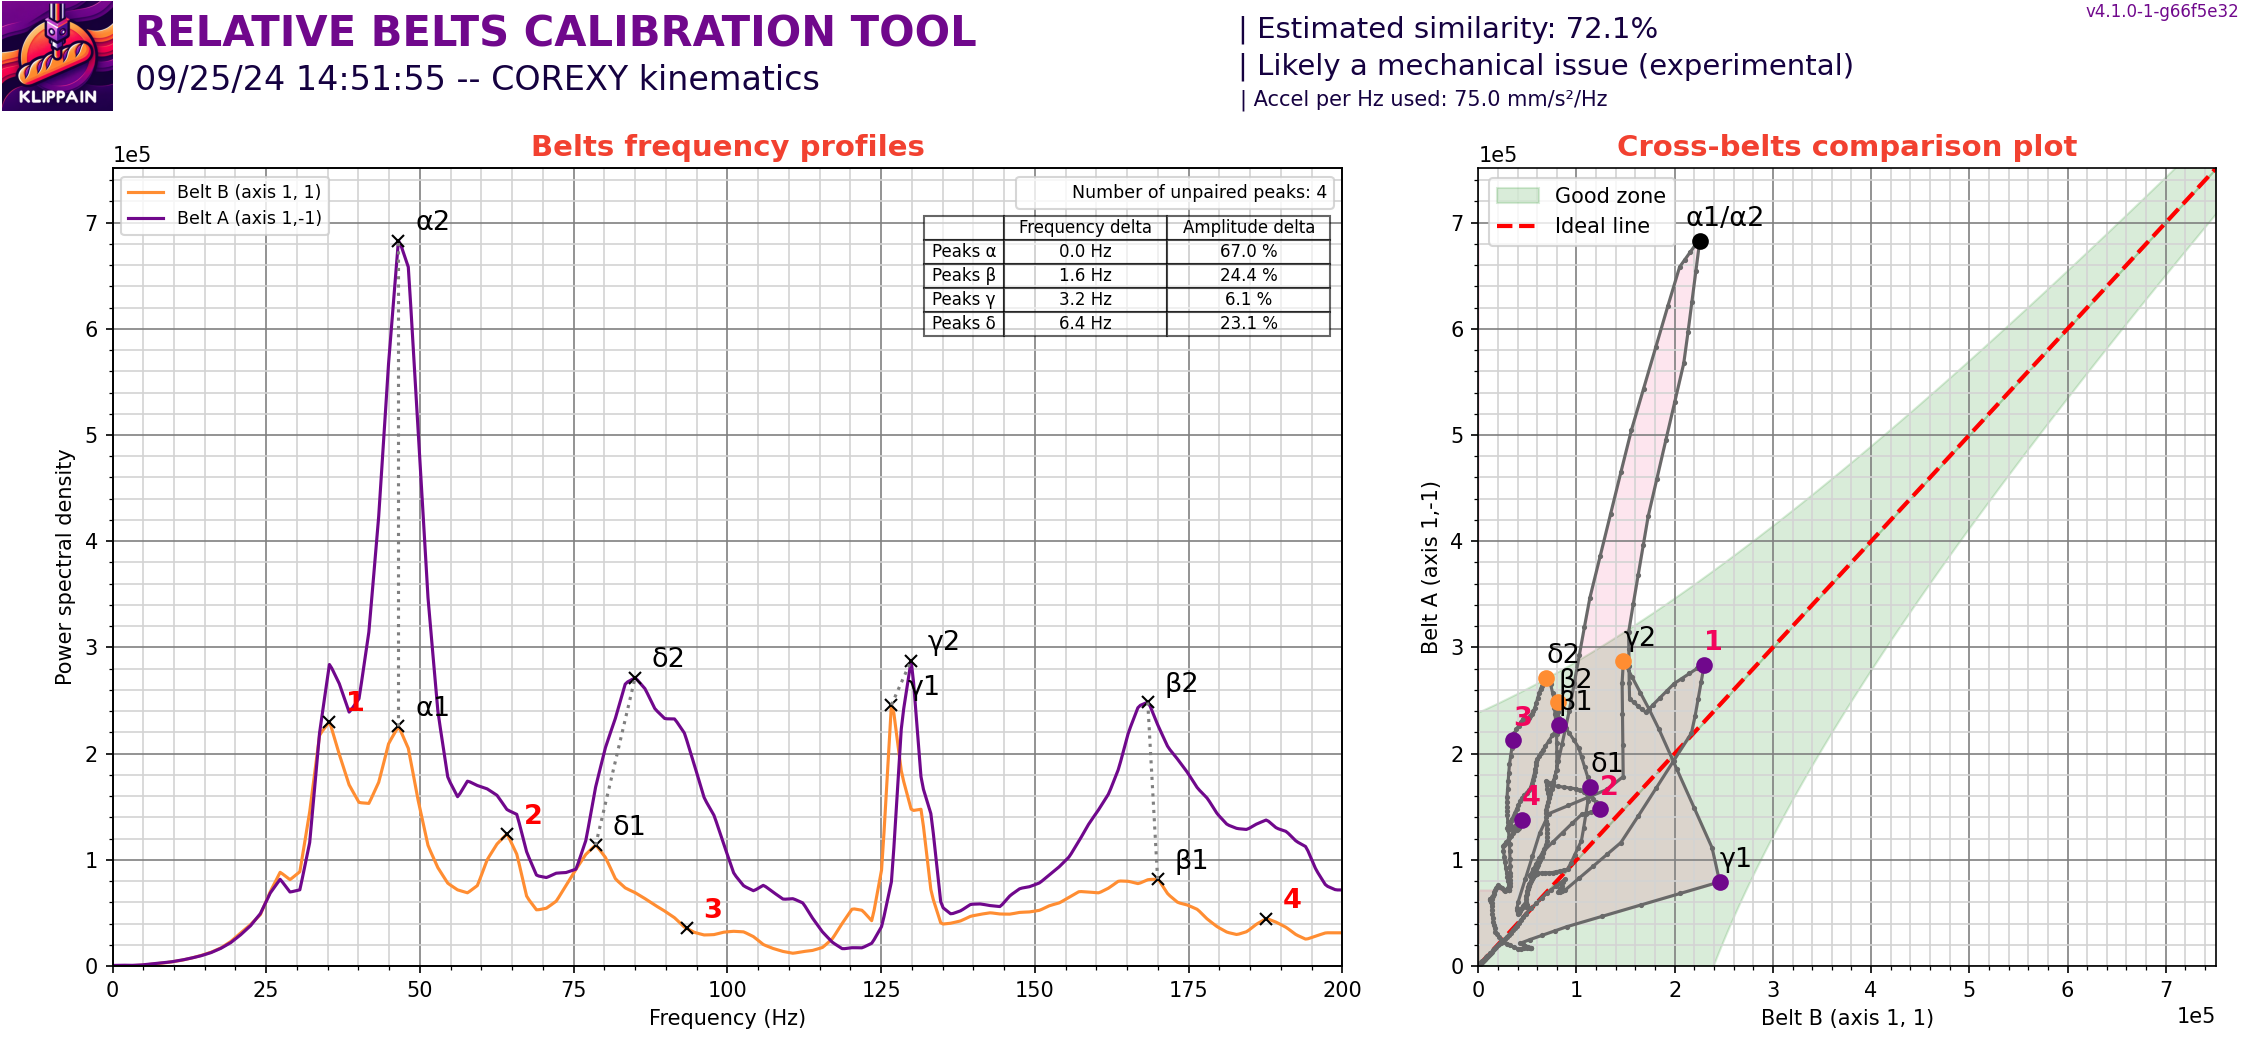 KLIPPAIN
RELATIVE BELTS CALIBRATION TOOL
09/25/24 14:51:55 -- COREXY kinematics
| Estimated similarity: 72.1%
| Likely a mechanical issue (experimental)
| Accel per Hz used: 75.0 mm/s²/Hz
v4.1.0-1-g66f5e32
Belts frequency profiles
1e5
Belt B (axis 1, 1)
Belt A (axis 1,-1)
Number of unpaired peaks: 4
Frequency delta Amplitude delta
Peaks α 0.0 Hz 67.0 %
Peaks β 1.6 Hz 24.4 %
Peaks γ 3.2 Hz 6.1 %
Peaks δ 6.4 Hz 23.1 %
α2
γ2
δ2
γ1
β2
1
α1
2
δ1
β1
3
4
7
6
5
4
3
2
1
0
Power spectral density
0 25 50 75 100 125 150 175 200
Frequency (Hz)
Cross-belts comparison plot
1e5
Good zone
Ideal line
α1/α2
γ2
1
δ2
β2
β1
3
δ1
2
4
γ1
7
6
5
4
3
2
1
0
Belt A (axis 1,-1)
0 1 2 3 4 5 6 7
Belt B (axis 1, 1)
1e5